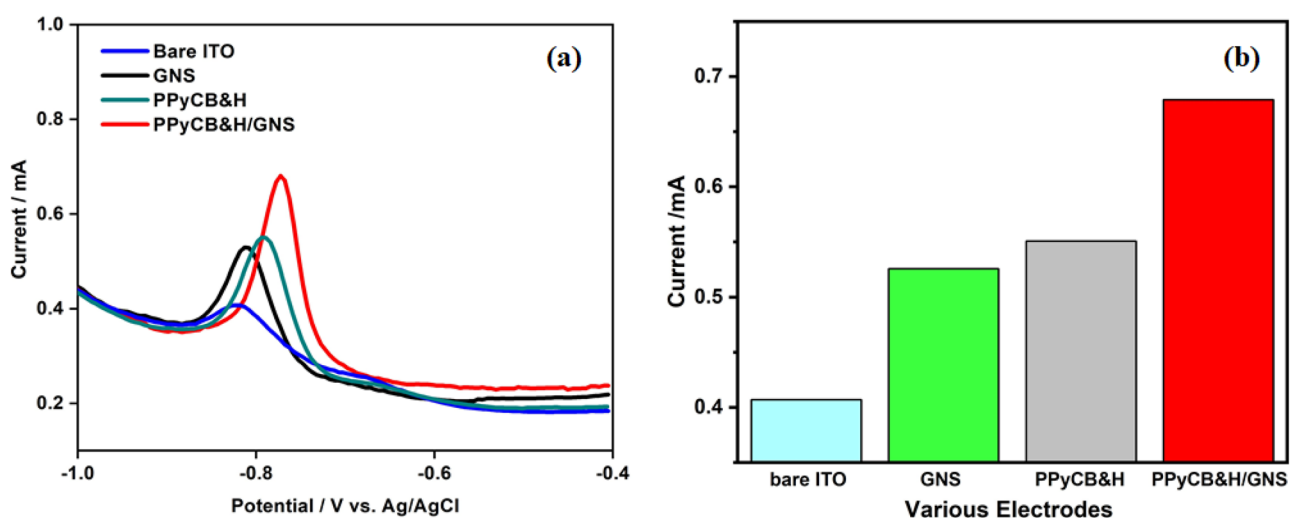 (a)
Bare ITO
GNS
PPyCB&H
PPyCB&H/GNS
Current / mA
1.0
0.8
0.6
0.4
0.2
-1.0
-0.8
-0.6
-0.4
Potential / V vs. Ag/AgCl
(b)
Current /mA
0.7
0.6
0.5
0.4
bare ITO
GNS
PPyCB&H
PPyCB&H/GNS
Various Electrodes